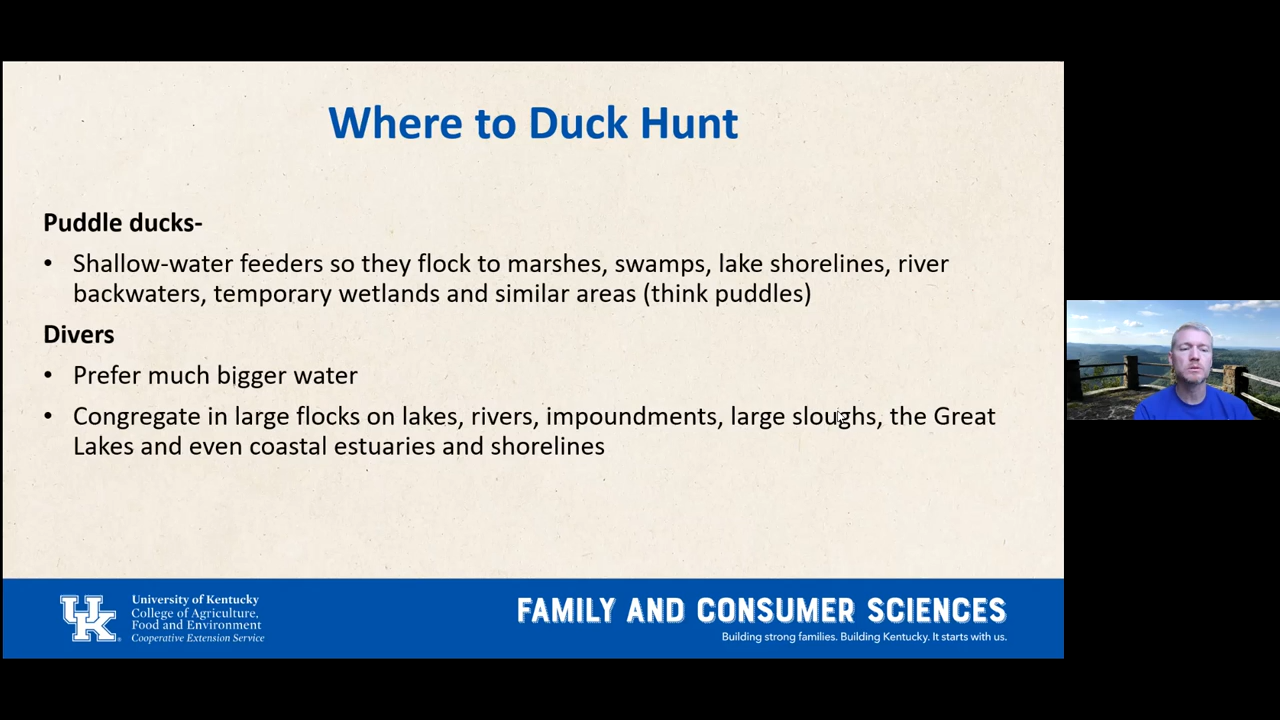 Where to Duck Hunt
Puddle ducks-
• Shallow-water feeders so they flock to marshes, swamps, lake shorelines, river
backwaters, temporary wetlands and similar areas (think puddles)
Divers
• Prefer much bigger water
• Congregate in large flocks on lakes, rivers, impoundments, large sloughs, the Great
Lakes and even coastal estuaries and shorelines
UK
University of Kentucky
College of Agriculture,
Food and Environment
Cooperative Extension Service
FAMILY AND CONSUMER SCIENCES
Building strong families. Building Kentucky. It starts with us.